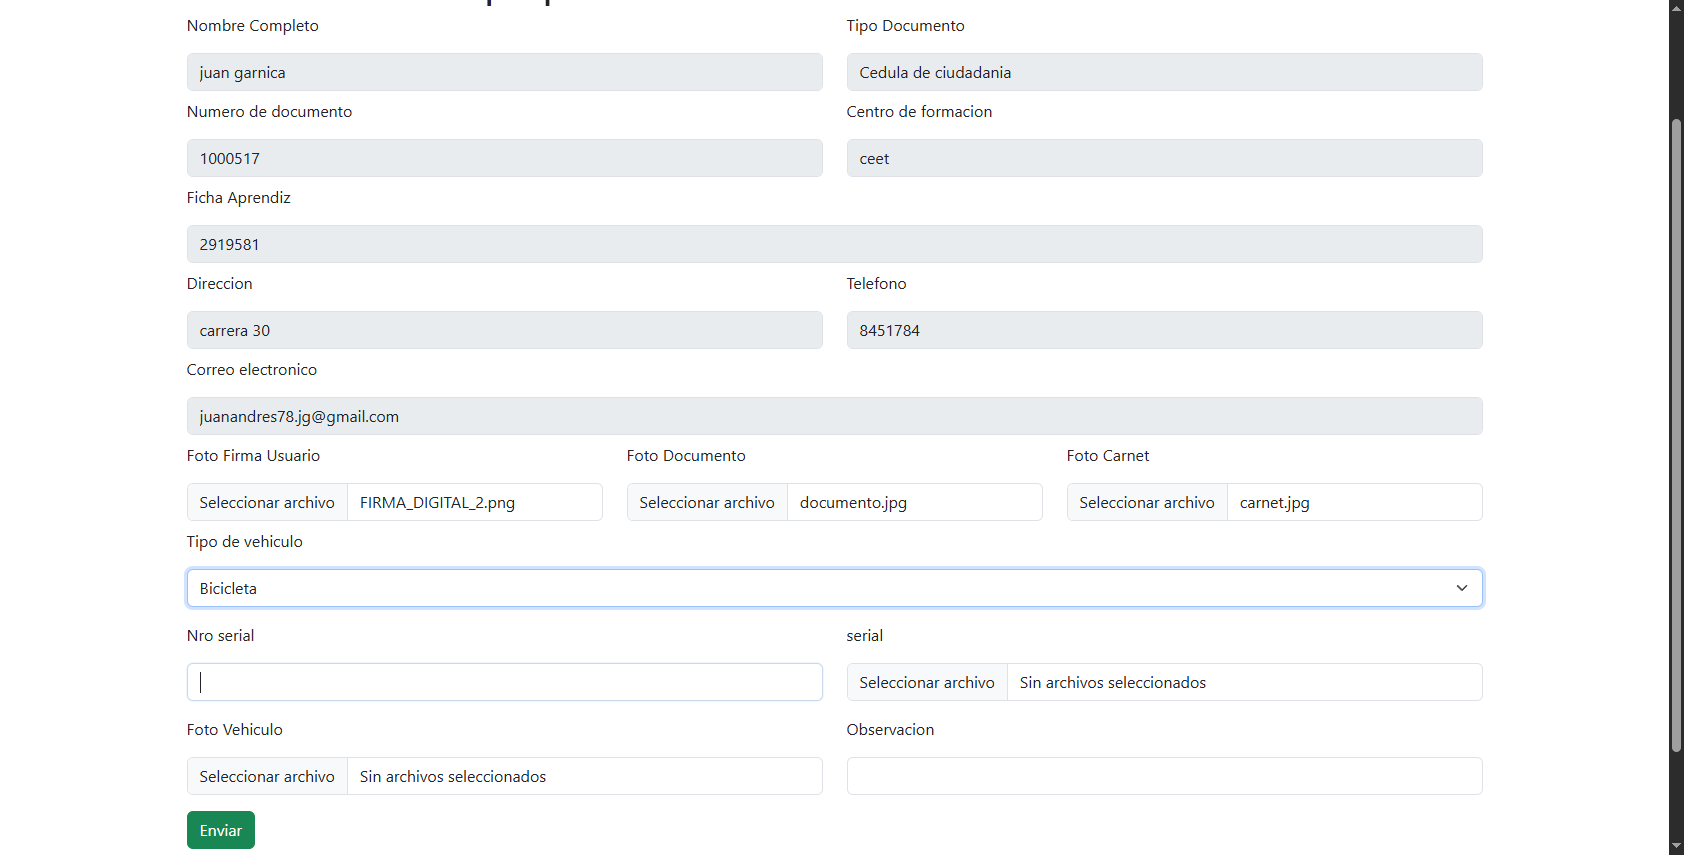 Nombre Completo
Tipo Documento
juan garnica
Cedula de ciudadania
Numero de documento
Centro de formacion
1000517
ceet
Ficha Aprendiz
2919581
Direccion
Telefono
carrera 30
8451784
Correo electronico
juanandres78.jg@gmail.com
Foto Firma Usuario
Foto Documento
Foto Carnet
Seleccionar archivo FIRMA_DIGITAL_2.png
Seleccionar archivo documento.jpg
Seleccionar archivo carnet.jpg
Tipo de vehiculo
Bicicleta
Nro serial
serial
Seleccionar archivo Sin archivos seleccionados
Foto Vehiculo
Observacion
Seleccionar archivo Sin archivos seleccionados
Enviar